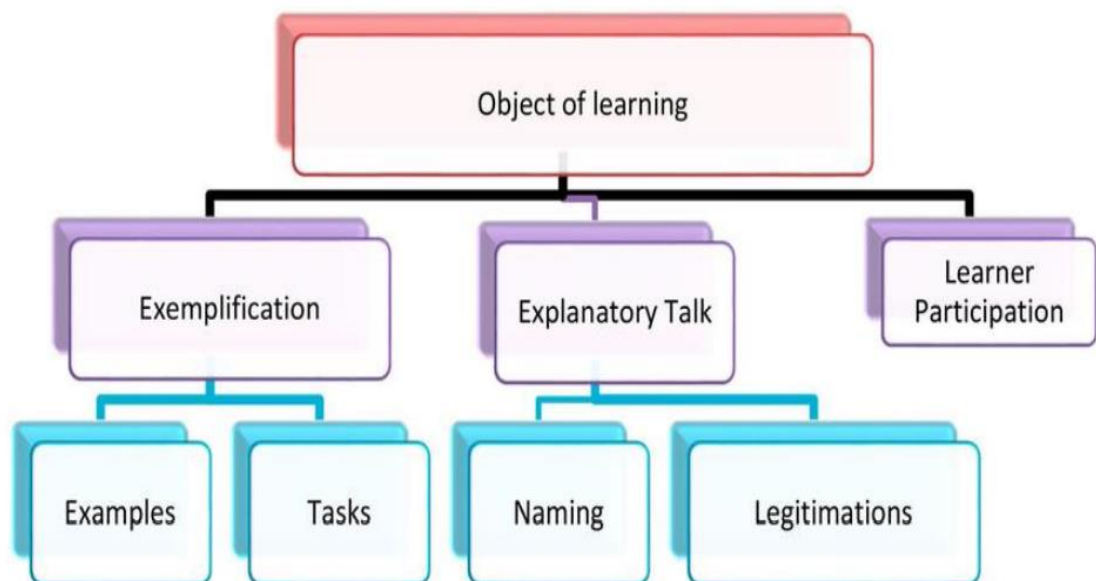 Object of learning
Exemplification
Explanatory Talk
Learner
Participation
Examples
Tasks
Naming
Legitimations